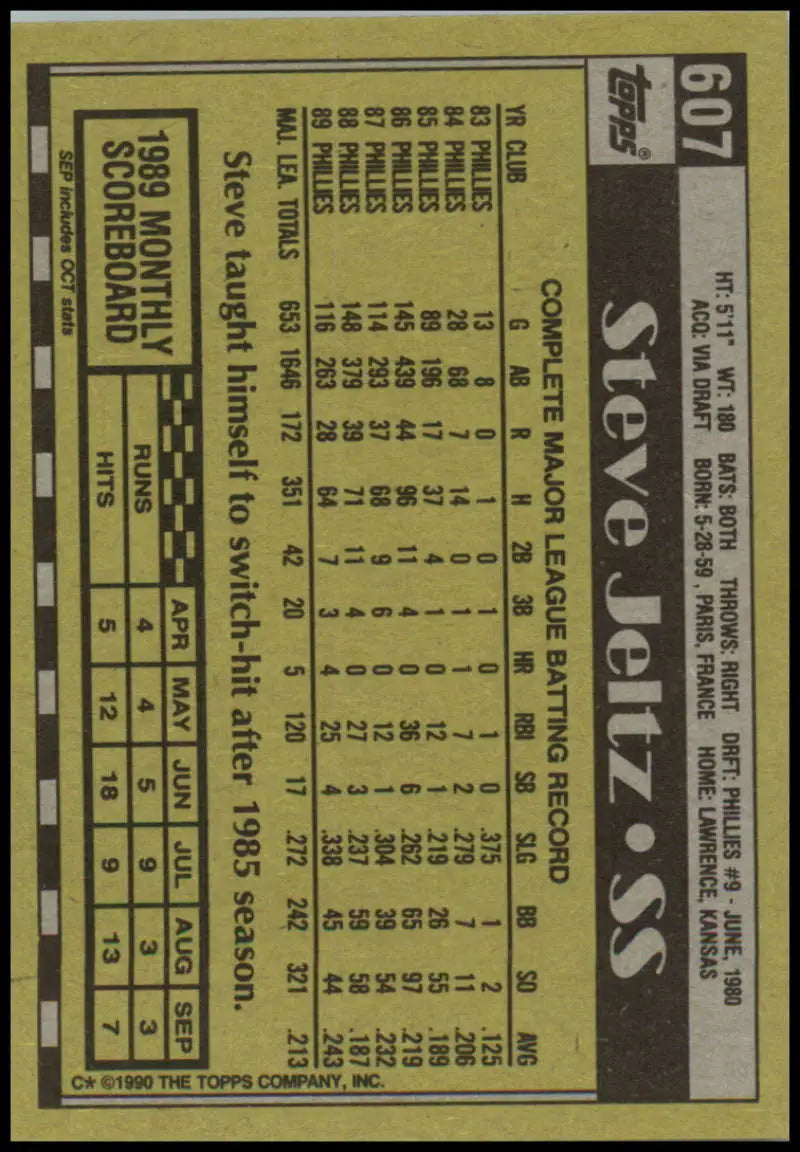 607
topps®
HT: 5'11" WT: 180 BATS: BOTH THROWS: RIGHT DRFT: PHILLIES #9 - JUNE, 1980
ACQ: VIA DRAFT BORN: 5-28-59, PARIS, FRANCE HOME: LAWRENCE, KANSAS
Steve Jeltz • SS
COMPLETE MAJOR LEAGUE BATTING RECORD
YR CLUB G AB R H 2B 3B HR RBI SB SLG BB SO AVG
83 PHILLIES 13 8 0 1 0 1 0 1 0 .375 1 2 .125
84 PHILLIES 28 68 7 14 0 1 1 7 2 .279 7 11 .206
85 PHILLIES 89 196 17 37 4 1 0 12 1 .219 26 55 .189
86 PHILLIES 145 439 44 96 11 4 0 36 6 .262 65 97 .219
87 PHILLIES 114 293 37 68 9 6 0 12 1 .304 39 54 .232
88 PHILLIES 148 379 39 71 11 4 0 27 3 .237 59 58 .187
89 PHILLIES 116 263 28 64 7 3 4 25 4 .338 45 44 .243
MAJ. LEA. TOTALS 653 1646 172 351 42 20 5 120 17 .272 242 321 .213
Steve taught himself to switch-hit after 1985 season.
1989 MONTHLY
SCOREBOARD
APR MAY JUN JUL AUG SEP
RUNS 4 4 5 9 3 3
HITS 5 12 18 9 13 7
SEP includes OCT stats
C* ©1990 THE TOPPS COMPANY, INC.